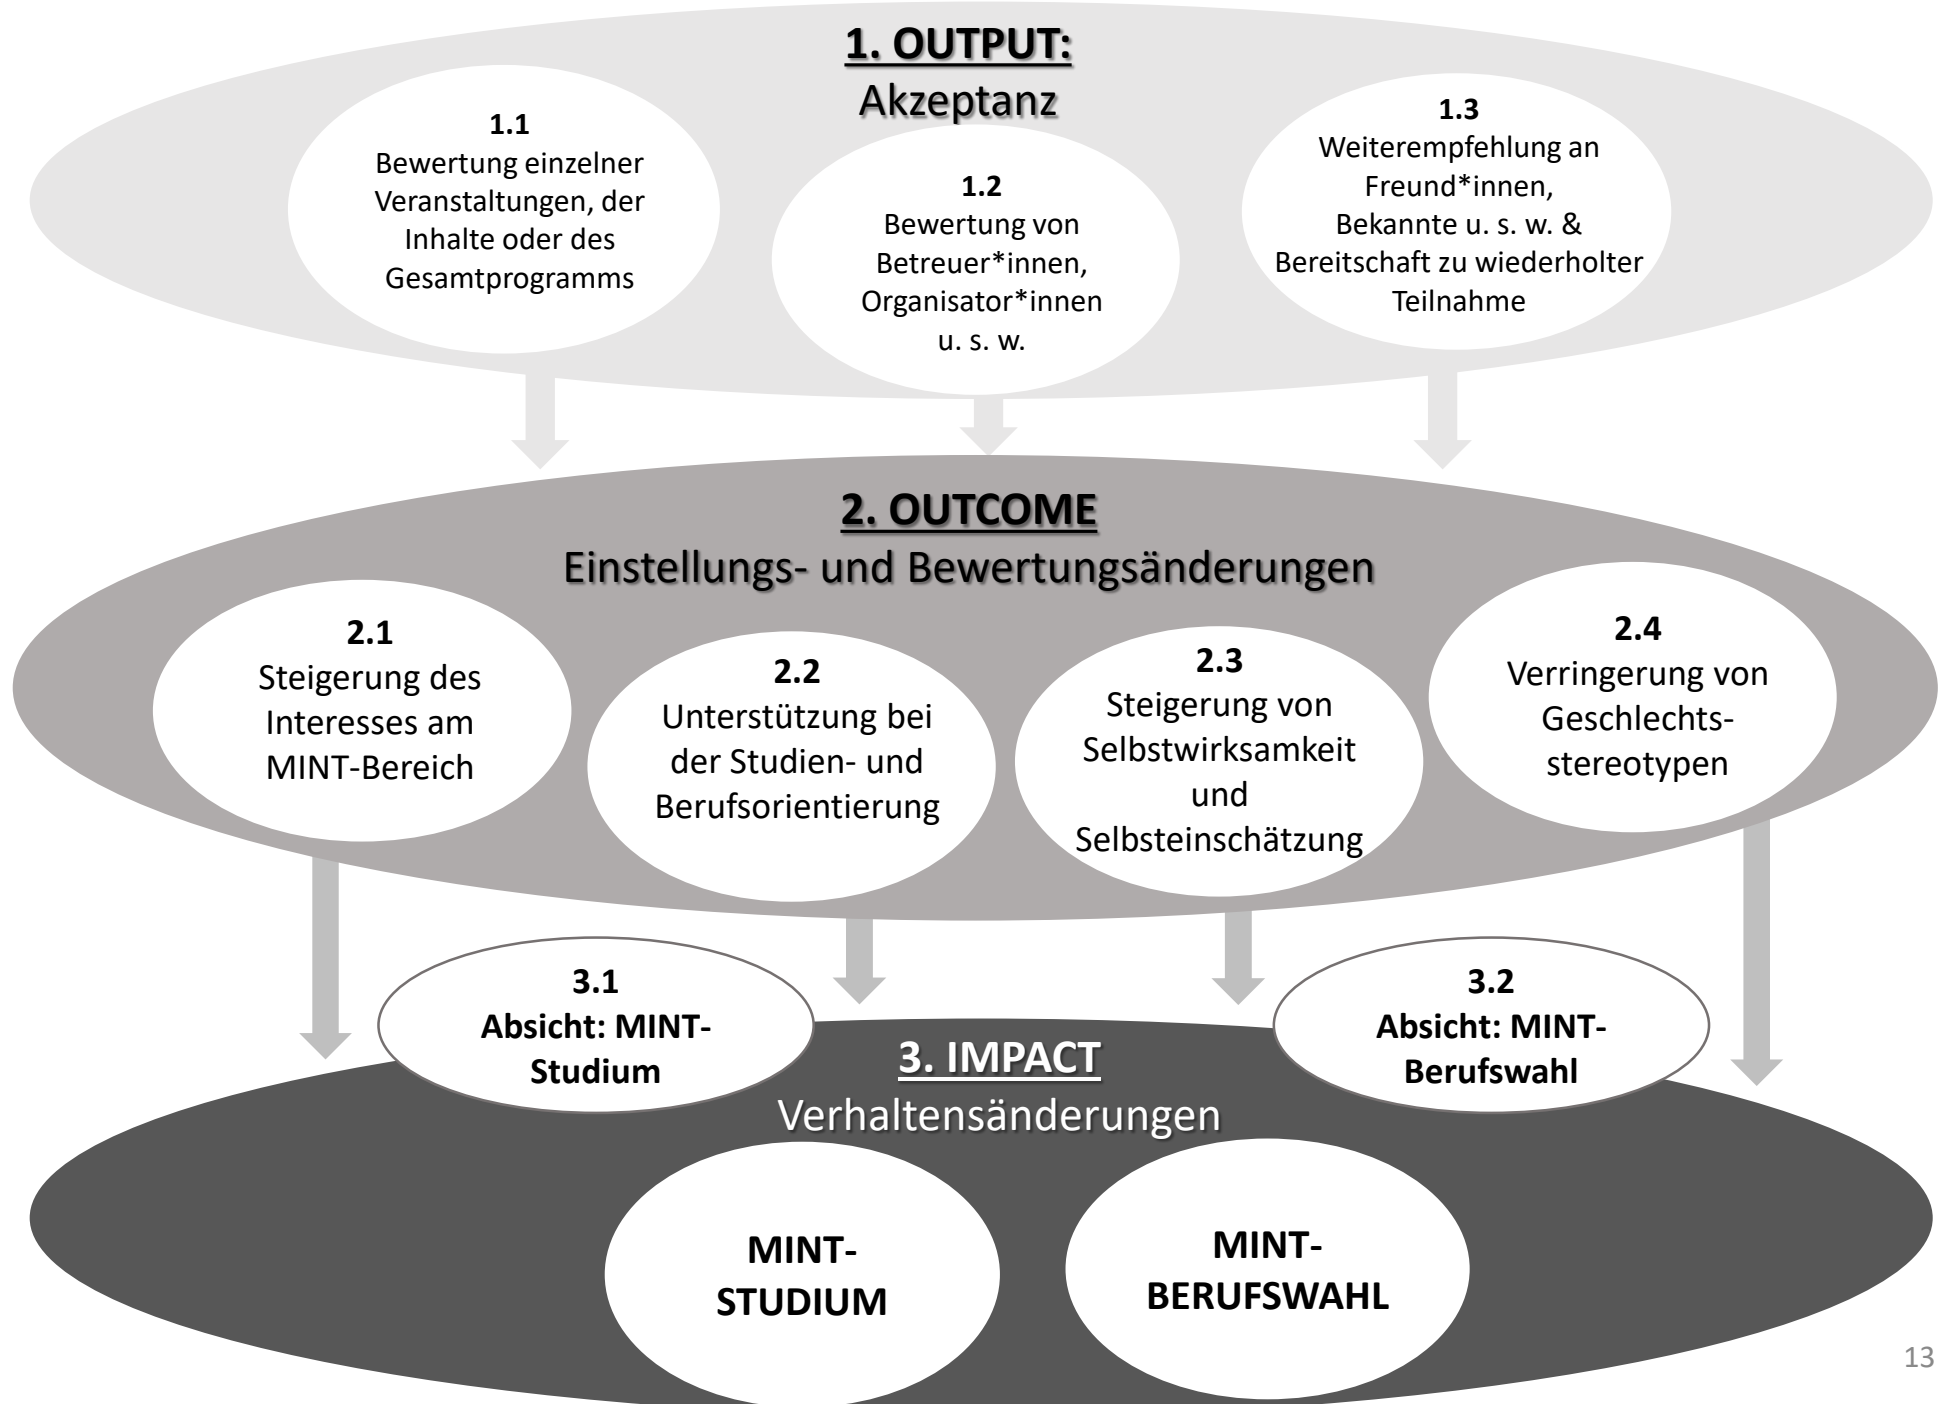 1. OUTPUT:
Akzeptanz
1.1
Bewertung einzelner
Veranstaltungen, der
Inhalte oder des
Gesamtprogramms
1.2
Bewertung von
Betreuer*innen,
Organisator*innen
u. s. w.
1.3
Weiterempfehlung an
Freund*innen,
Bekannte u. s. w. &
Bereitschaft zu wiederholter
Teilnahme
2. OUTCOME
Einstellungs- und Bewertungsänderungen
2.1
Steigerung des
Interesses am
MINT-Bereich
2.2
Unterstützung bei
der Studien- und
Berufsorientierung
2.3
Steigerung von
Selbstwirksamkeit
und
Selbsteinschätzung
2.4
Verringerung von
Geschlechts-
stereotypen
3.1
Absicht: MINT-
Studium
3.2
Absicht: MINT-
Berufswahl
3. IMPACT
Verhaltensänderungen
MINT-
STUDIUM
MINT-
BERUFSWAHL
13